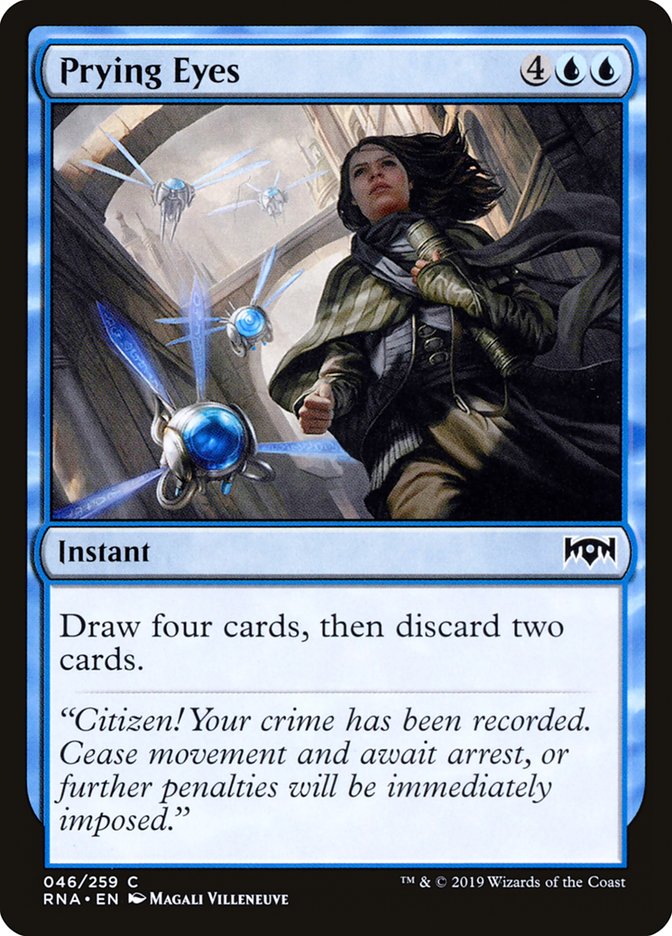 Prying Eyes 4
Instant
Draw four cards, then discard two
cards.
“Citizen! Your crime has been recorded.
Cease movement and await arrest, or
further penalties will be immediately
imposed.”
046/259 C ™ & © 2019 Wizards of the Coast
RNA • EN Magali Villeneuve